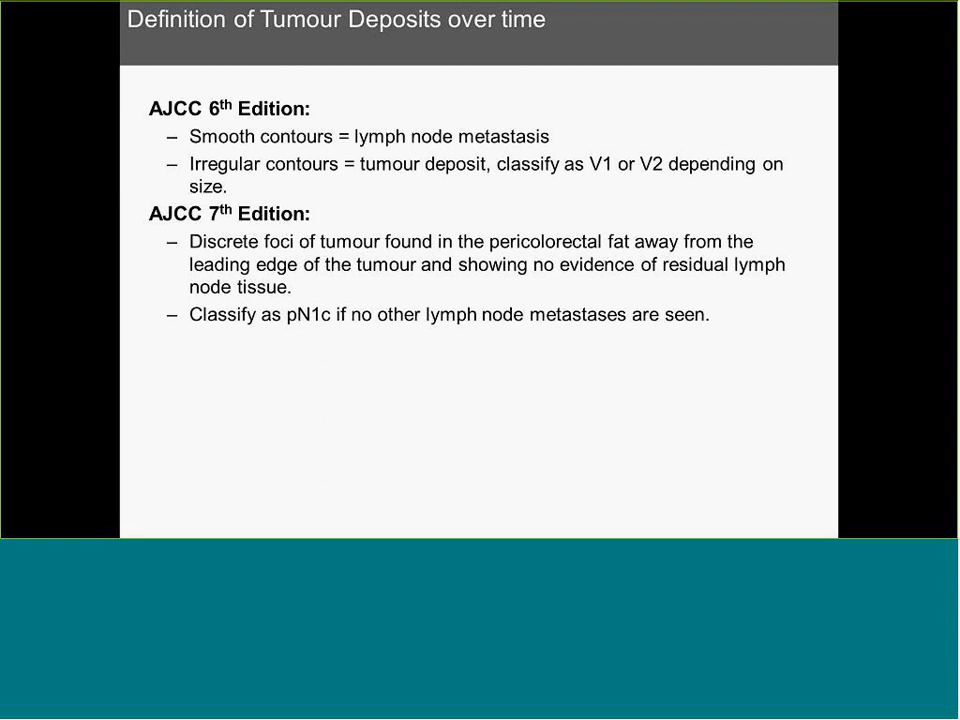 Definition of Tumour Deposits over time
AJCC 6th Edition:
– Smooth contours = lymph node metastasis
– Irregular contours = tumour deposit, classify as V1 or V2 depending on
size.
AJCC 7th Edition:
– Discrete foci of tumour found in the pericolorectal fat away from the
leading edge of the tumour and showing no evidence of residual lymph
node tissue.
– Classify as pN1c if no other lymph node metastases are seen.